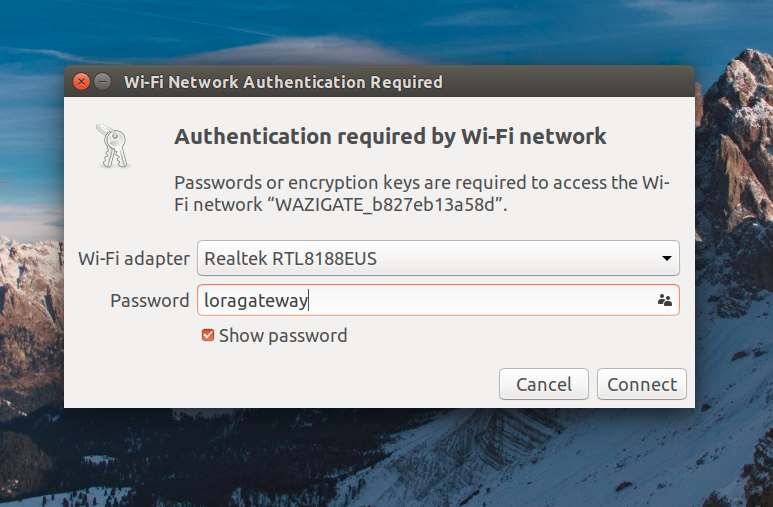 Wi-Fi Network Authentication Required
Authentication required by Wi-Fi network
Passwords or encryption keys are required to access the Wi-
Fi network “WAZIGATE_b827eb13a58d”.
Wi-Fi adapter Realtek RTL8188EUS
Password loragateway
Show password
Cancel Connect